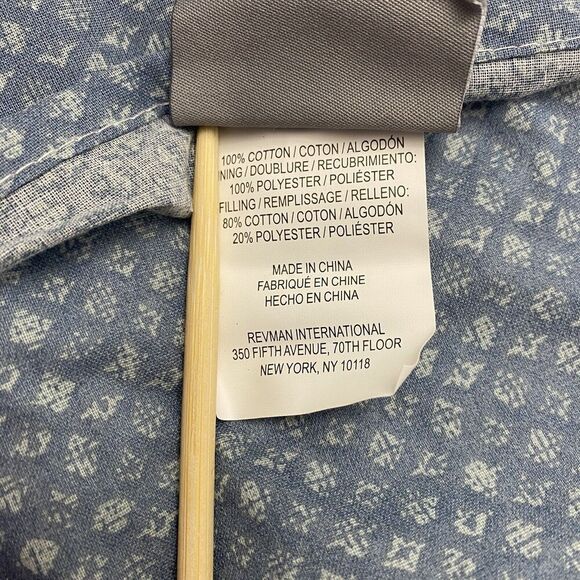 100% COTTON / COTON / ALGODÓN
NING / DOUBLURE / RECUBRIMIENTO:
100% POLYESTER / POLIÉSTER
FILLING / REMPLISSAGE / RELLENO:
80% COTTON / COTON / ALGODÓN
20% POLYESTER / POLIÉSTER
MADE IN CHINA
FABRIQUÉ EN CHINE
HECHO EN CHINA
REVMAN INTERNATIONAL
350 FIFTH AVENUE, 70TH FLOOR
NEW YORK, NY 10118